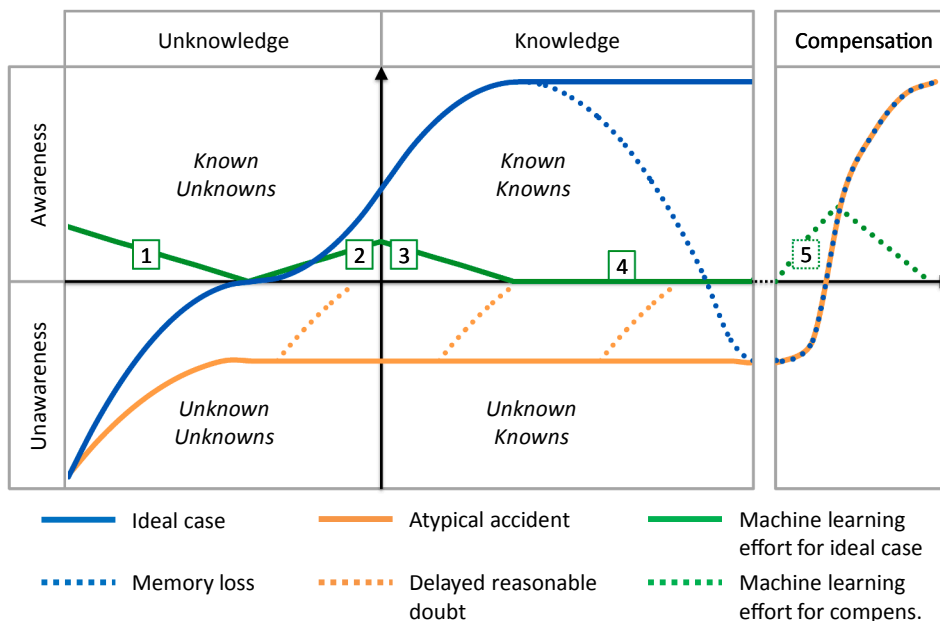 Unknowledge
Knowledge
Compensation
Awareness
Known
Unknowns
Known
Knowns
1
2
3
4
5
Unawareness
Unknown
Unknowns
Unknown
Knowns
Ideal case
Atypical accident
Machine learning
effort for ideal case
Memory loss
Delayed reasonable
doubt
Machine learning
effort for compens.